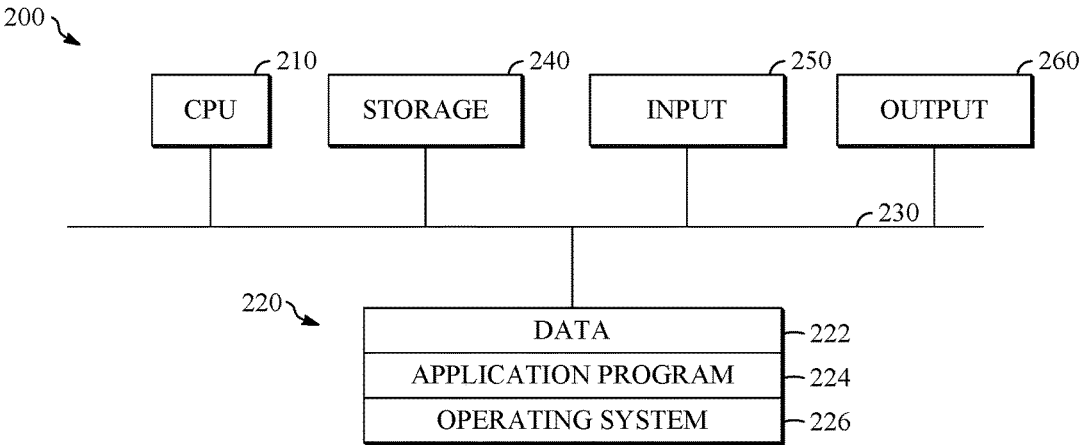 200
210
240
250
260
CPU
STORAGE
INPUT
OUTPUT
230
220
DATA
222
APPLICATION PROGRAM
224
OPERATING SYSTEM
226